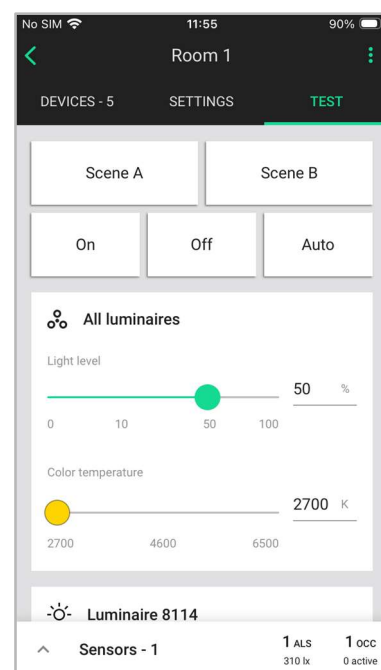 No SIM 11:55 90%
Room 1
DEVICES - 5 SETTINGS TEST
Scene A Scene B
On Off Auto
All luminaires
Light level
50 %
0 10 50 100
Color temperature
2700 K
2700 4600 6500
Luminaire 8114
Sensors - 1 1 ALS 1 OCC
310 lx 0 active